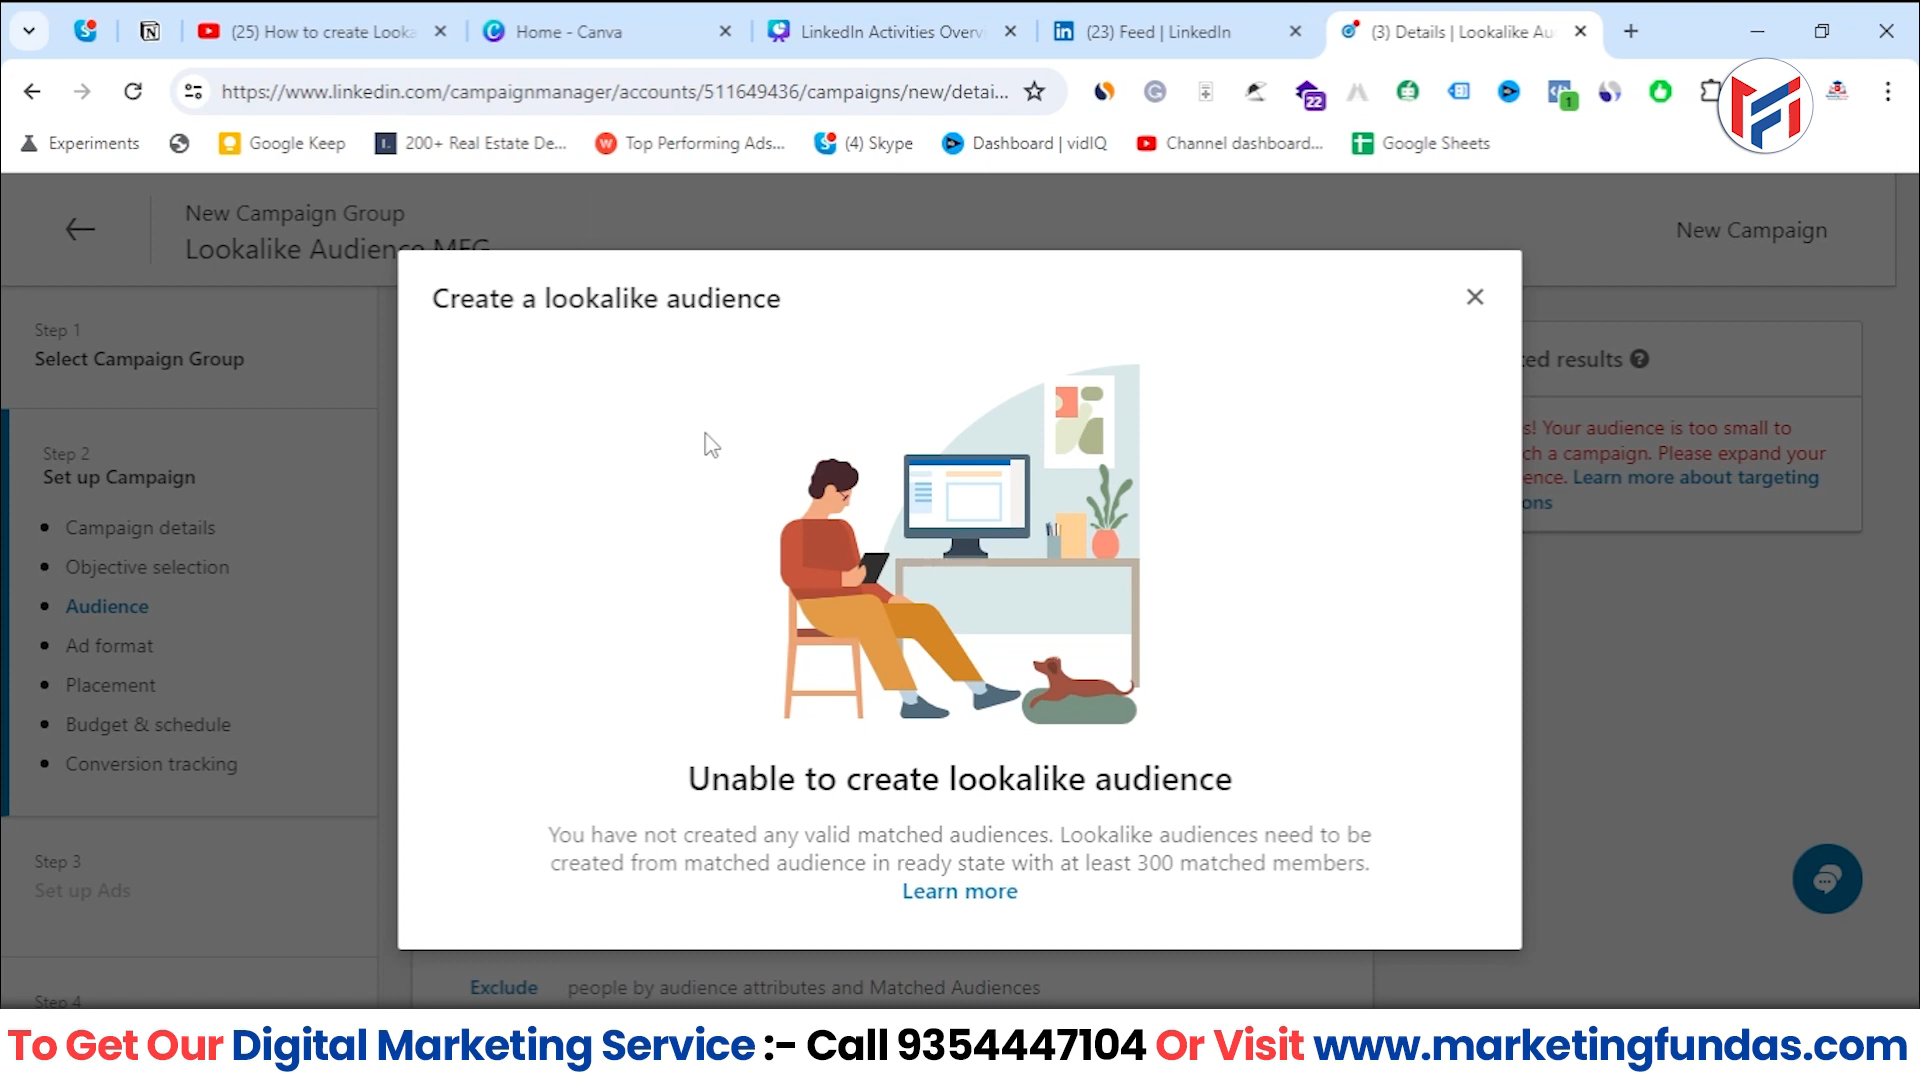 (25) How to create Looka
Home - Canva
LinkedIn Activities Overv
(23) Feed | LinkedIn
(3) Details | Lookalike Au
https://www.linkedin.com/campaignmanager/accounts/511649436/campaigns/new/detai...
22
1
Experiments
Google Keep
200+ Real Estate De...
Top Performing Ads...
(4) Skype
Dashboard | vidIQ
Channel dashboard...
Google Sheets
New Campaign Group
Lookalike Audience MFG
New Campaign
Step 1
Select Campaign Group
Step 2
Set up Campaign
Campaign details
Objective selection
Audience
Ad format
Placement
Budget & schedule
Conversion tracking
Step 3
Set up Ads
Step 4
Create a lookalike audience
Unable to create lookalike audience
You have not created any valid matched audiences. Lookalike audiences need to be
created from matched audience in ready state with at least 300 matched members.
Learn more
ed results
s! Your audience is too small to
ch a campaign. Please expand your
ence. Learn more about targeting
ons
Exclude people by audience attributes and Matched Audiences
To Get Our Digital Marketing Service :- Call 9354447104 Or Visit www.marketingfundas.com